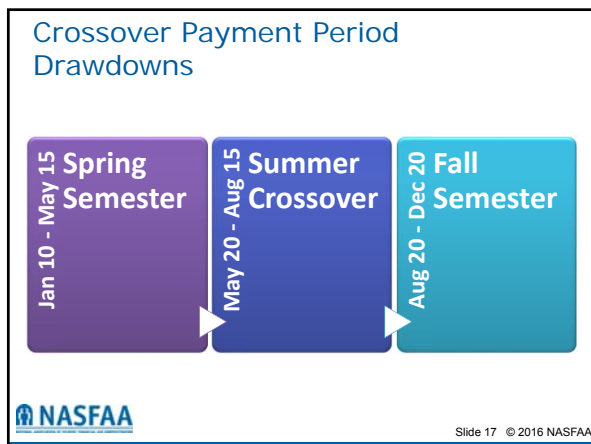 Crossover Payment Period
Drawdowns
Jan 10 - May 15
Spring
Semester
May 20 - Aug 15
Summer
Crossover
Aug 20 - Dec 20
Fall
Semester
NASFAA
Slide 17 © 2016 NASFAA